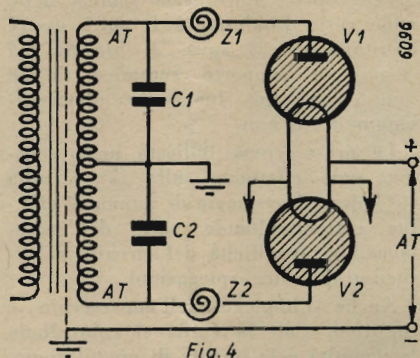 AT
Z1
V1
6096
C1
+
AT
C2
AT
Z2
V2
-
Fig. 4